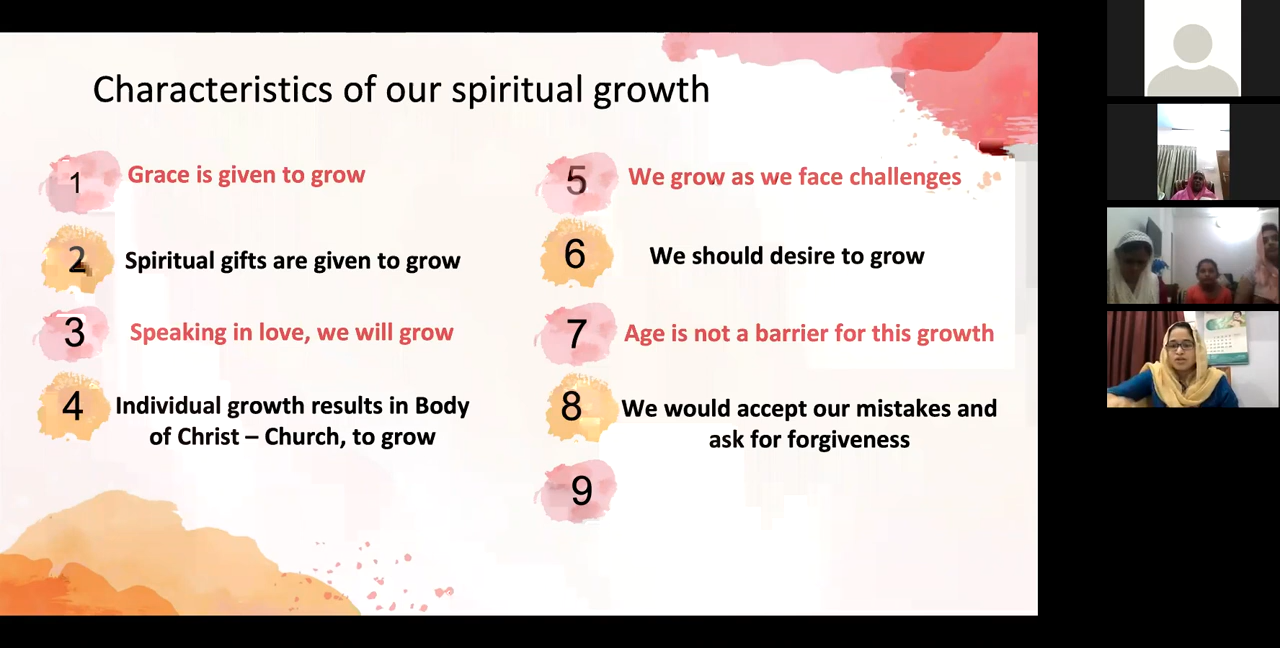 Characteristics of our spiritual growth
1 Grace is given to grow
2 Spiritual gifts are given to grow
3 Speaking in love, we will grow
4 Individual growth results in Body
of Christ – Church, to grow
5 We grow as we face challenges
6 We should desire to grow
7 Age is not a barrier for this growth
8 We would accept our mistakes and
ask for forgiveness
9